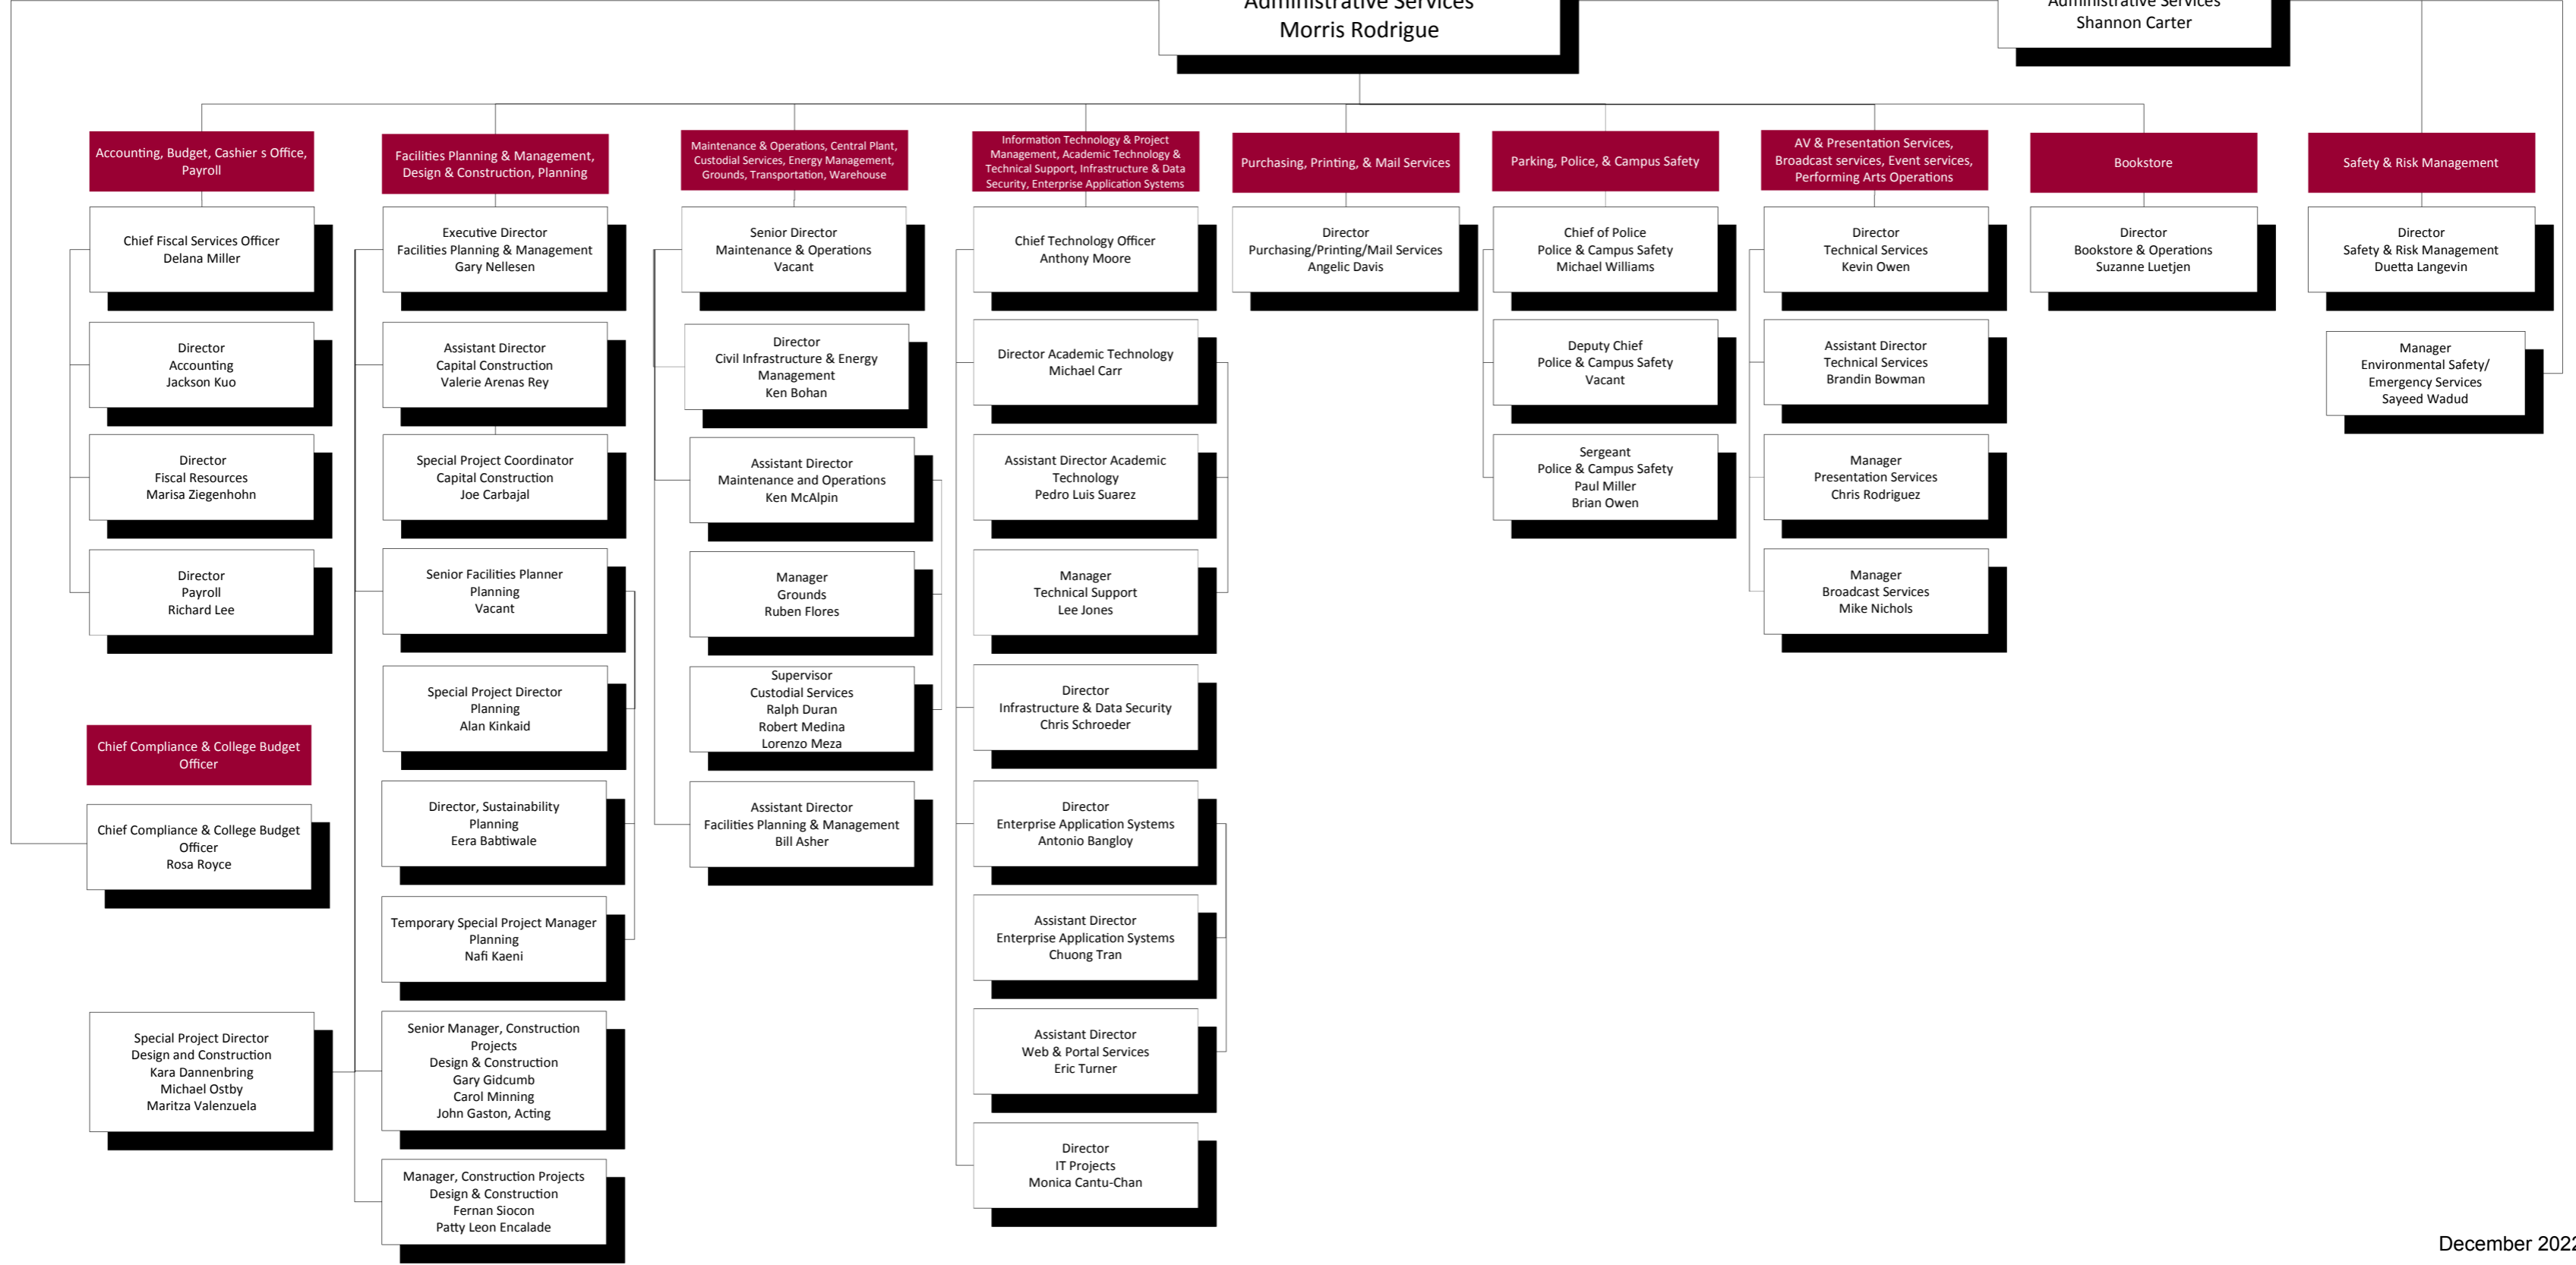 Administrative Services
Morris Rodrigue
Administrative Services
Shannon Carter
Accounting, Budget, Cashier s Office,
Payroll
Chief Fiscal Services Officer
Delana Miller
Director
Accounting
Jackson Kuo
Director
Fiscal Resources
Marisa Ziegenhohn
Director
Payroll
Richard Lee
Chief Compliance & College Budget
Officer
Chief Compliance & College Budget
Officer
Rosa Royce
Special Project Director
Design and Construction
Kara Dannenbring
Michael Ostby
Maritza Valenzuela
Facilities Planning & Management,
Design & Construction, Planning
Executive Director
Facilities Planning & Management
Gary Nellesen
Assistant Director
Capital Construction
Valerie Arenas Rey
Special Project Coordinator
Capital Construction
Joe Carbajal
Senior Facilities Planner
Planning
Vacant
Special Project Director
Planning
Alan Kinkaid
Director, Sustainability
Planning
Eera Babtiwale
Temporary Special Project Manager
Planning
Nafi Kaeni
Senior Manager, Construction
Projects
Design & Construction
Gary Gidcumb
Carol Minning
John Gaston, Acting
Manager, Construction Projects
Design & Construction
Fernan Siocon
Patty Leon Encalade
Maintenance & Operations, Central Plant,
Custodial Services, Energy Management,
Grounds, Transportation, Warehouse
Senior Director
Maintenance & Operations
Vacant
Director
Civil Infrastructure & Energy
Management
Ken Bohan
Assistant Director
Maintenance and Operations
Ken McAlpin
Manager
Grounds
Ruben Flores
Supervisor
Custodial Services
Ralph Duran
Robert Medina
Lorenzo Meza
Assistant Director
Facilities Planning & Management
Bill Asher
Information Technology & Project
Management, Academic Technology &
Technical Support, Infrastructure & Data
Security, Enterprise Application Systems
Chief Technology Officer
Anthony Moore
Director Academic Technology
Michael Carr
Assistant Director Academic
Technology
Pedro Luis Suarez
Manager
Technical Support
Lee Jones
Director
Infrastructure & Data Security
Chris Schroeder
Director
Enterprise Application Systems
Antonio Bangloy
Assistant Director
Enterprise Application Systems
Chuong Tran
Assistant Director
Web & Portal Services
Eric Turner
Director
IT Projects
Monica Cantu-Chan
Purchasing, Printing, & Mail Services
Director
Purchasing/Printing/Mail Services
Angelic Davis
Parking, Police, & Campus Safety
Chief of Police
Police & Campus Safety
Michael Williams
Deputy Chief
Police & Campus Safety
Vacant
Sergeant
Police & Campus Safety
Paul Miller
Brian Owen
AV & Presentation Services,
Broadcast services, Event services,
Performing Arts Operations
Director
Technical Services
Kevin Owen
Assistant Director
Technical Services
Brandin Bowman
Manager
Presentation Services
Chris Rodriguez
Manager
Broadcast Services
Mike Nichols
Bookstore
Director
Bookstore & Operations
Suzanne Luetjen
Safety & Risk Management
Director
Safety & Risk Management
Duetta Langevin
Manager
Environmental Safety/
Emergency Services
Sayeed Wadud
December 2022